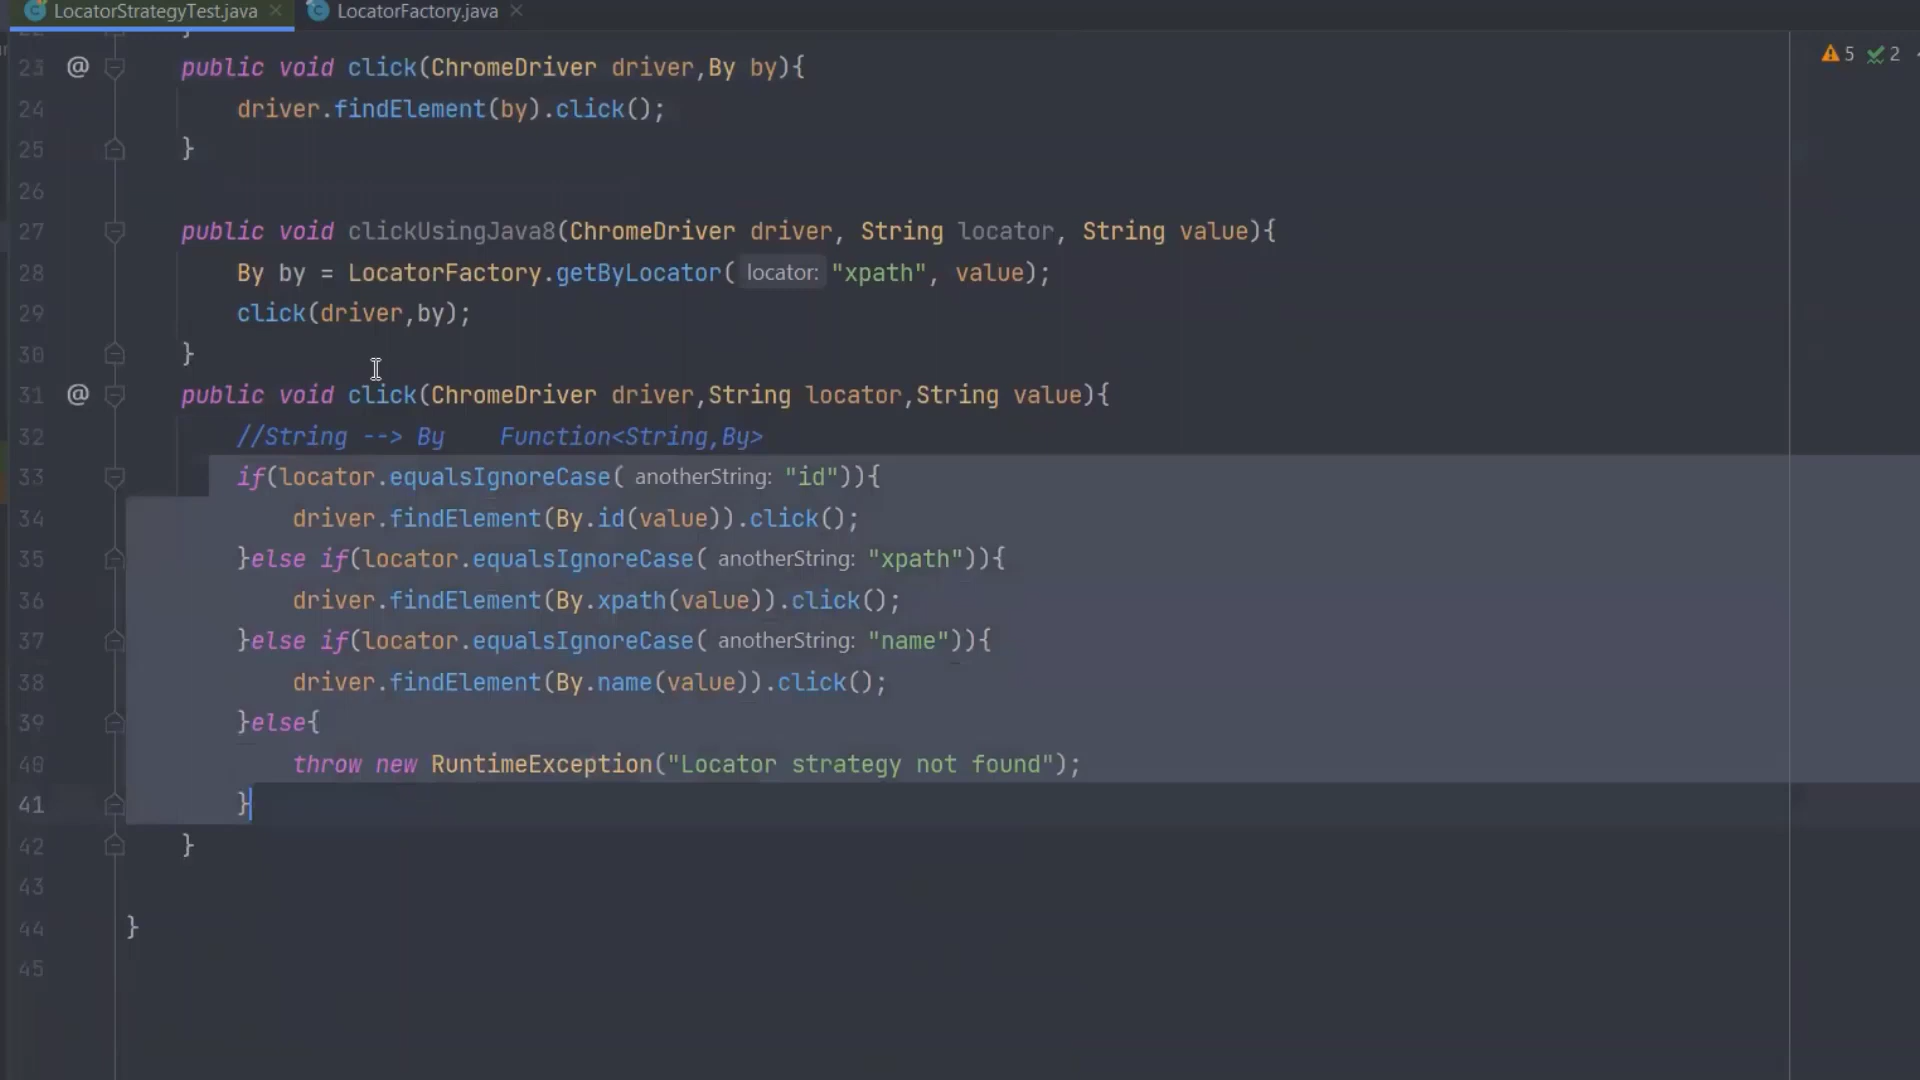 LocatorStrategyTest.java
LocatorFactory.java
5 2
23 @ public void click(ChromeDriver driver,By by){
24 driver.findElement(by).click();
25 }
26
27 public void clickUsingJava8(ChromeDriver driver, String locator, String value){
28 By by = LocatorFactory.getByLocator( locator: "xpath", value);
29 click(driver,by);
30 }
31 @ public void click(ChromeDriver driver,String locator,String value){
32 //String --> By    Function<String,By>
33 if(locator.equalsIgnoreCase( anotherString: "id")){
34 driver.findElement(By.id(value)).click();
35 }else if(locator.equalsIgnoreCase( anotherString: "xpath")){
36 driver.findElement(By.xpath(value)).click();
37 }else if(locator.equalsIgnoreCase( anotherString: "name")){
38 driver.findElement(By.name(value)).click();
39 }else{
40 throw new RuntimeException("Locator strategy not found");
41 }
42 }
43
44 }
45